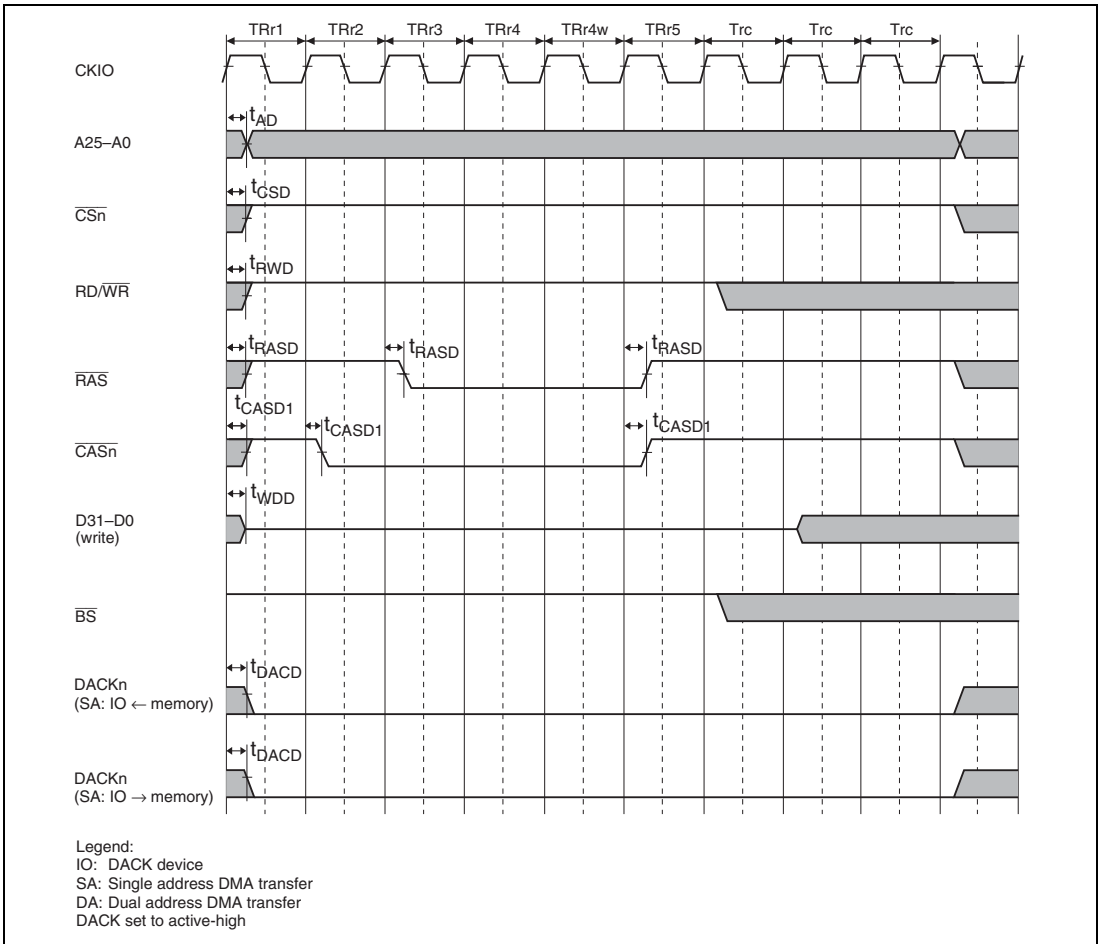 TRr1 TRr2 TRr3 TRr4 TRr4w TRr5 Trc Trc Trc
CKIO
tAD
A25–A0
tCSD
CSn
tRWD
RD/WR
tRASD tRASD tRASD
RAS
tCASD1 tCASD1 tCASD1
CASn
tWDD
D31–D0
(write)
BS
tDACD
DACKn
(SA: IO ← memory)
tDACD
DACKn
(SA: IO → memory)
Legend:
IO: DACK device
SA: Single address DMA transfer
DA: Dual address DMA transfer
DACK set to active-high